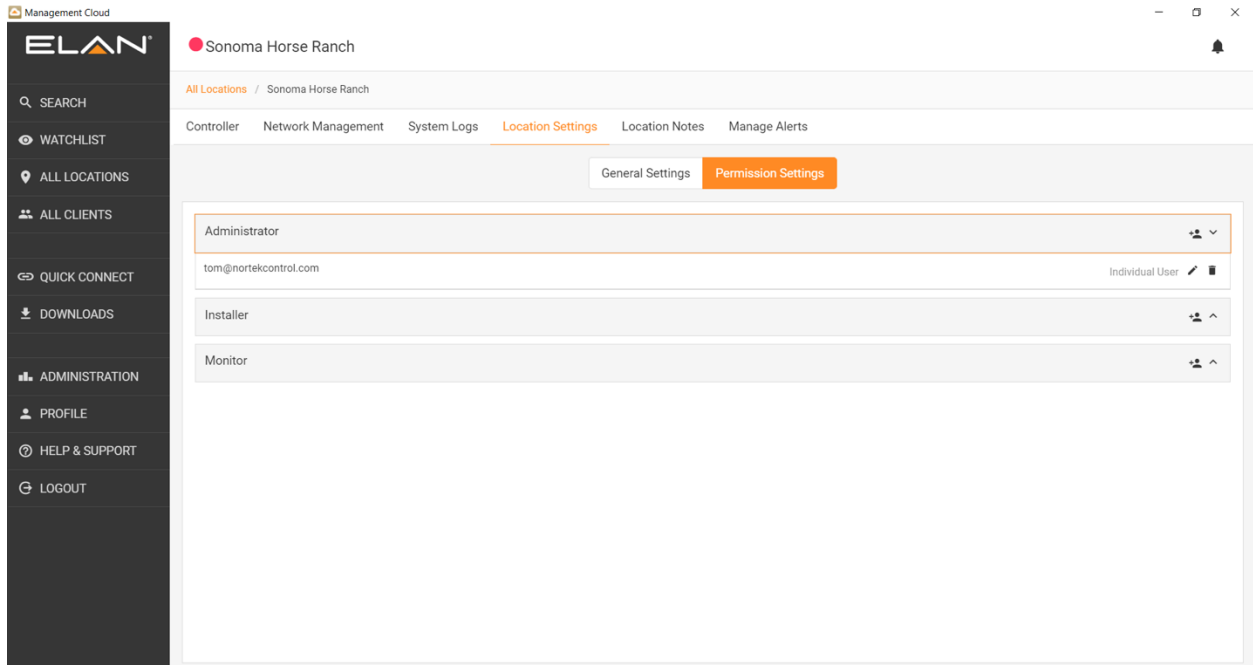 Management Cloud
ELAN
Sonoma Horse Ranch
All Locations / Sonoma Horse Ranch
SEARCH
WATCHLIST
ALL LOCATIONS
ALL CLIENTS
QUICK CONNECT
DOWNLOADS
ADMINISTRATION
PROFILE
HELP & SUPPORT
LOGOUT
Controller Network Management System Logs Location Settings Location Notes Manage Alerts
General Settings Permission Settings
Administrator
tom@nortekcontrol.com Individual User
Installer
Monitor